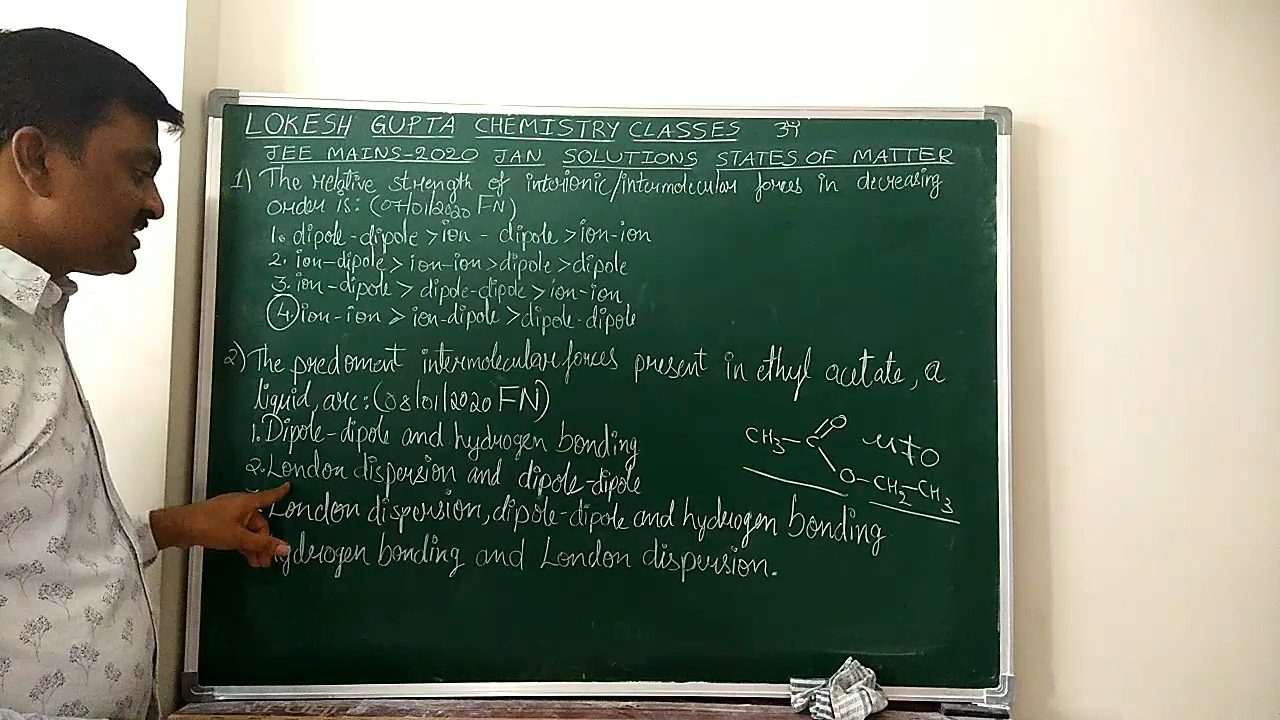 LOKESH GUPTA CHEMISTRY CLASSES
JEE MAINS-2020 JAN SOLUTIONS STATES OF MATTER
1) The relative strength of interionic/intermolecular forces in decreasing
order is: (07/01/2020 FN)
1. dipole-dipole > ion - dipole > ion-ion
2. ion-dipole > ion-ion > dipole > dipole
3. ion-dipole > dipole-dipole > ion-ion
4) ion-ion > ion-dipole > dipole-dipole
2) The predoment intermolecular forces present in ethyl acetate, a
liquid, are: (08/01/2020 FN)
1. Dipole-dipole and hydrogen bonding
2. London dispersion and dipole-dipole
London dispersion, dipole-dipole and hydrogen bonding
Hydrogen bonding and London dispersion.
O
CH3-C μ≠0
O-CH2-CH3